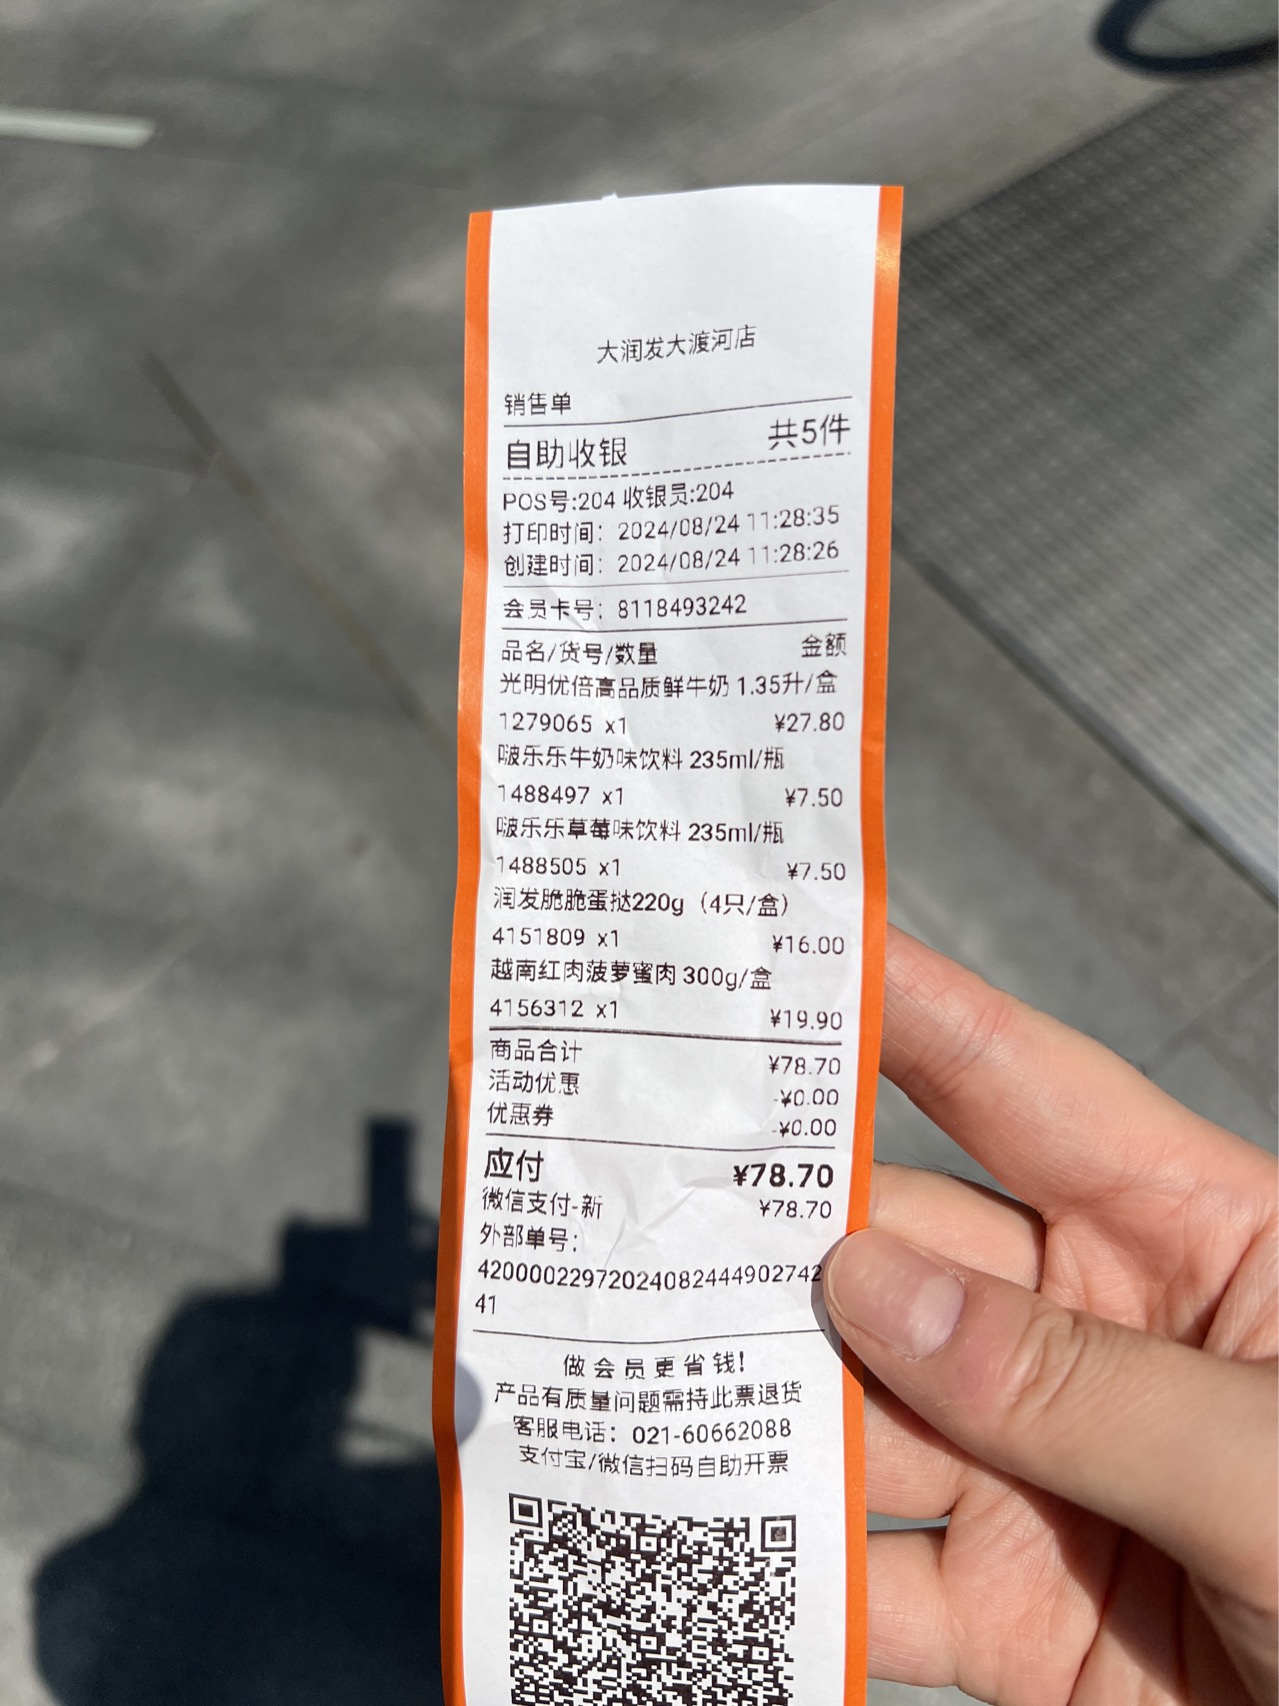 大润发大渡河店
销售单
自助收银 共5件
POS号:204 收银员:204
打印时间：2024/08/24 11:28:35
创建时间：2024/08/24 11:28:26
会员卡号：8118493242
品名/货号/数量 金额
光明优倍高品质鲜牛奶 1.35升/盒
1279065 x1 ¥27.80
啵乐乐牛奶味饮料 235ml/瓶
1488497 x1 ¥7.50
啵乐乐草莓味饮料 235ml/瓶
1488505 x1 ¥7.50
润发脆脆蛋挞220g（4只/盒）
4151809 x1 ¥16.00
越南红肉菠萝蜜肉 300g/盒
4156312 x1 ¥19.90
商品合计 ¥78.70
活动优惠 -¥0.00
优惠券 -¥0.00
应付 ¥78.70
微信支付-新 ¥78.70
外部单号：
42000022972024082444902742
41
做会员更省钱！
产品有质量问题需持此票退货
客服电话：021-60662088
支付宝/微信扫码自助开票